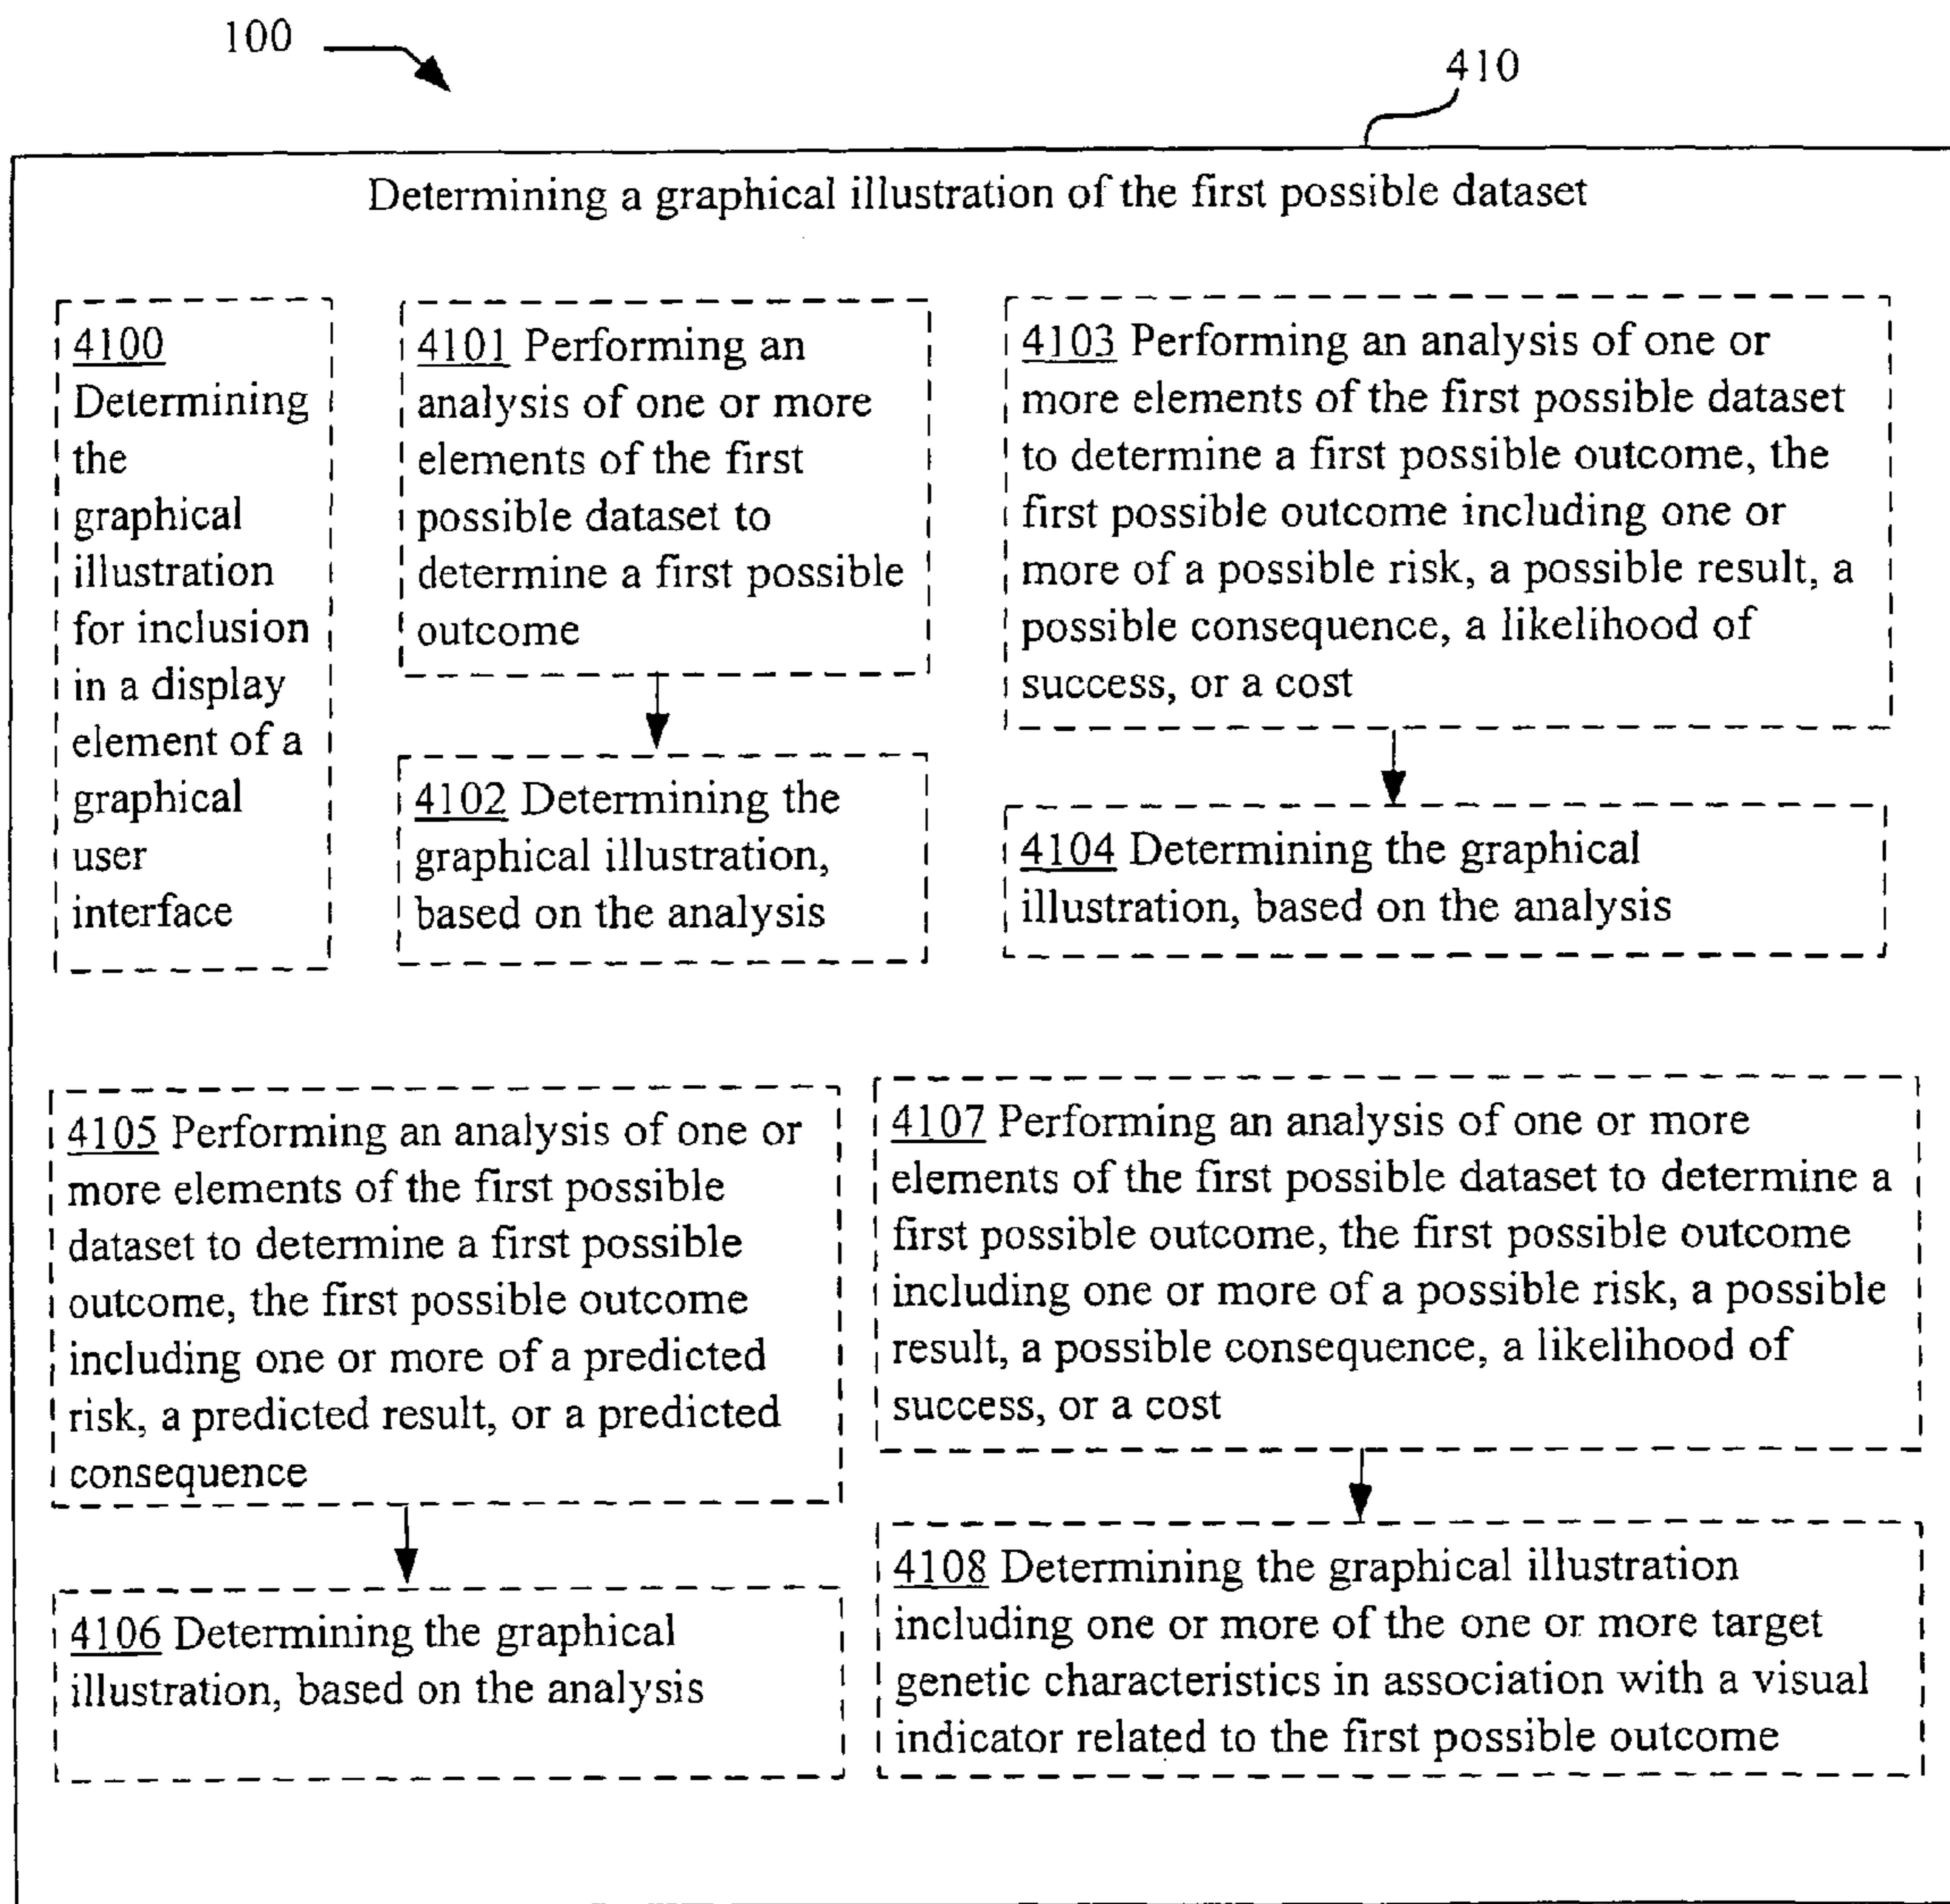 100
410
Determining a graphical illustration of the first possible dataset
4100
Determining
the
graphical
illustration
for inclusion
in a display
element of a
graphical
user
interface
4101 Performing an
analysis of one or more
elements of the first
possible dataset to
determine a first possible
outcome
4102 Determining the
graphical illustration,
based on the analysis
4103 Performing an analysis of one or
more elements of the first possible dataset
to determine a first possible outcome, the
first possible outcome including one or
more of a possible risk, a possible result, a
possible consequence, a likelihood of
success, or a cost
4104 Determining the graphical
illustration, based on the analysis
4105 Performing an analysis of one or
more elements of the first possible
dataset to determine a first possible
outcome, the first possible outcome
including one or more of a predicted
risk, a predicted result, or a predicted
consequence
4106 Determining the graphical
illustration, based on the analysis
4107 Performing an analysis of one or more
elements of the first possible dataset to determine a
first possible outcome, the first possible outcome
including one or more of a possible risk, a possible
result, a possible consequence, a likelihood of
success, or a cost
4108 Determining the graphical illustration
including one or more of the one or more target
genetic characteristics in association with a visual
indicator related to the first possible outcome